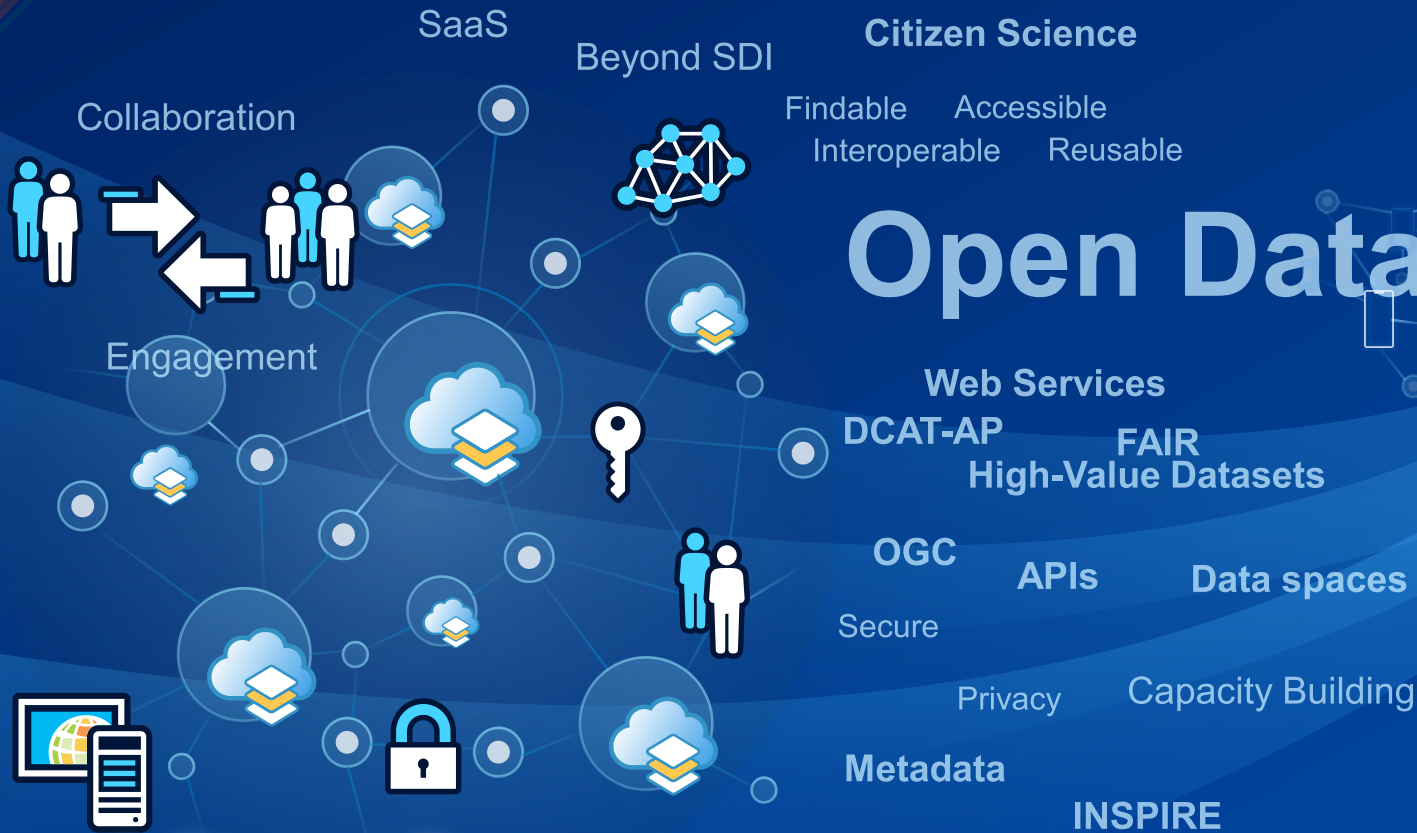 SaaS
Citizen Science
Beyond SDI
Collaboration
Findable Accessible
Interoperable Reusable
Open Data
Engagement
Web Services
DCAT-AP
FAIR
High-Value Datasets
OGC
APIs
Data spaces
Secure
Privacy
Capacity Building
Metadata
INSPIRE